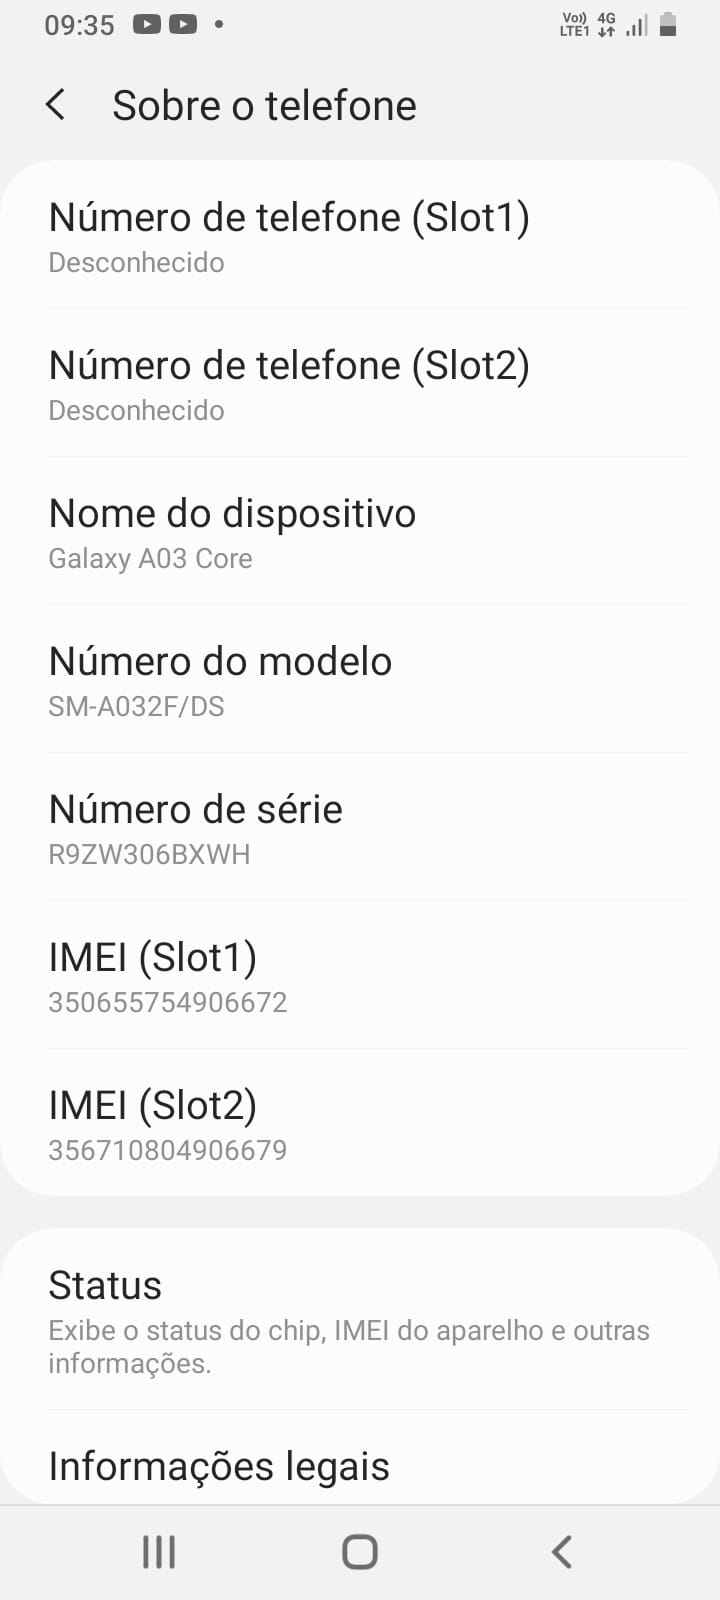 09:35
Vo)) 4G
LTE1
Sobre o telefone
Número de telefone (Slot1)
Desconhecido
Número de telefone (Slot2)
Desconhecido
Nome do dispositivo
Galaxy A03 Core
Número do modelo
SM-A032F/DS
Número de série
R9ZW306BXWH
IMEI (Slot1)
350655754906672
IMEI (Slot2)
356710804906679
Status
Exibe o status do chip, IMEI do aparelho e outras
informações.
Informações legais